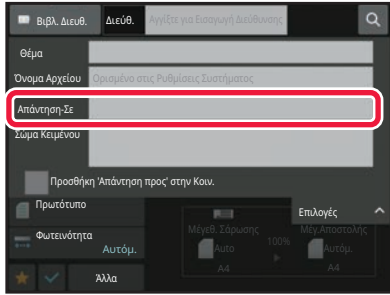 Βιβλ. Διευθ.
Διεύθ.
Αγγίξτε για Εισαγωγή Διεύθυνσης
Θέμα
Όνομα Αρχείου
Ορισμένο στις Ρυθμίσεις Συστήματος
Απάντηση-Σε
Σώμα Κειμένου
Προσθήκη 'Απάντηση προς' στην Κοιν.
Πρωτότυπο
Επιλογές
Μέγεθ. Σάρωσης
Μέγ.Αποστολής
Φωτεινότητα
Αυτόμ.
Auto
100%
Αυτόμ.
A4
A4
Άλλα